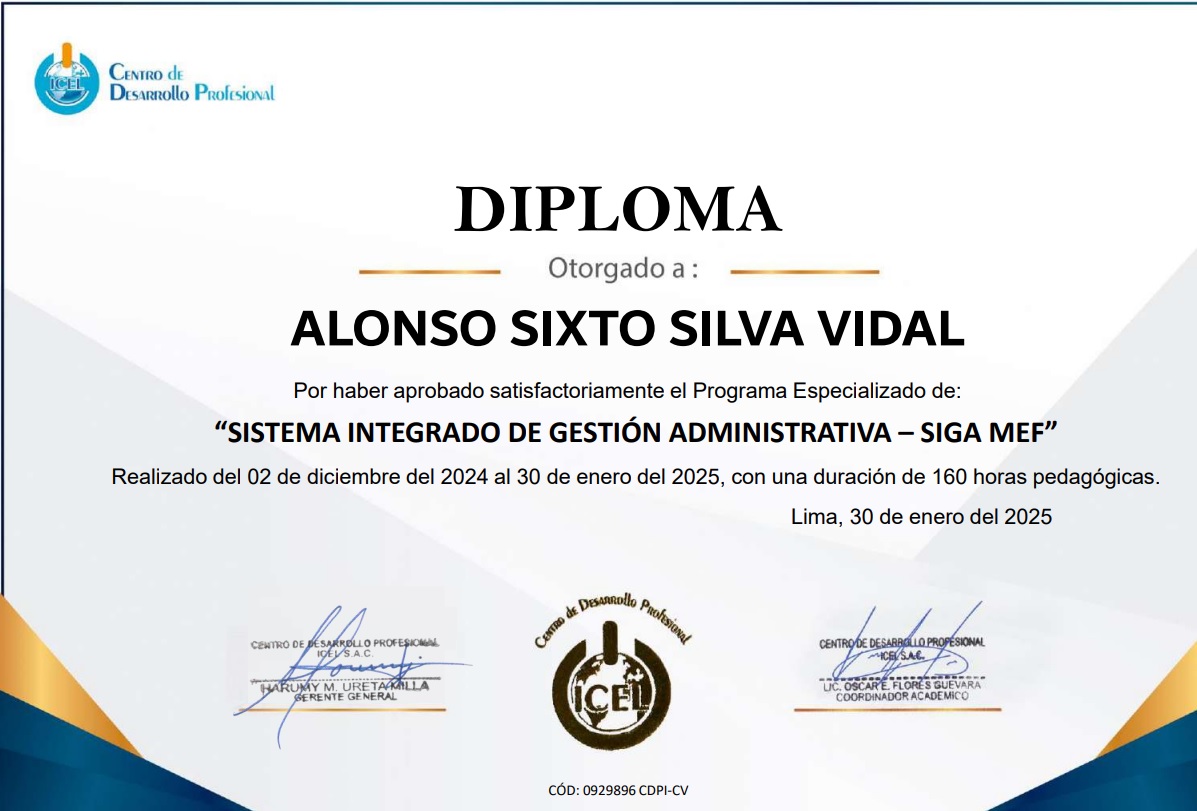 ICEL
CENTRO de
DESARROllo PROfESIONAL
DIPLOMA
Otorgado a :
ALONSO SIXTO SILVA VIDAL
Por haber aprobado satisfactoriamente el Programa Especializado de:
“SISTEMA INTEGRADO DE GESTIÓN ADMINISTRATIVA – SIGA MEF”
Realizado del 02 de diciembre del 2024 al 30 de enero del 2025, con una duración de 160 horas pedagógicas.
Lima, 30 de enero del 2025
CENTRO DE DESARROLLO PROFESIONAL
ICEL S.A.C.
HARUMY M. URETA MILLA
GERENTE GENERAL
CENTRO de DESARROllo PROfESIONAL
ICEL
CENTRO DE DESARROLLO PROFESIONAL
ICEL S.A.C.
LIC. OSCAR E. FLORES GUEVARA
COORDINADOR ACADEMICO
CÓD: 0929896 CDPI-CV